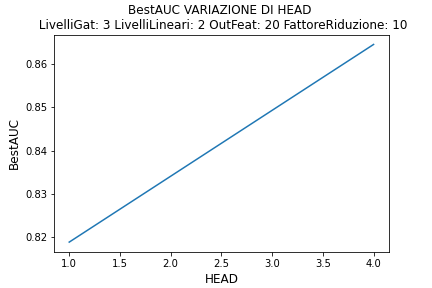 BestAUC VARIAZIONE DI HEAD
LivelliGat: 3 LivelliLineari: 2 OutFeat: 20 FattoreRiduzione: 10
BestAUC
0.86
0.85
0.84
0.83
0.82
1.0 1.5 2.0 2.5 3.0 3.5 4.0
HEAD